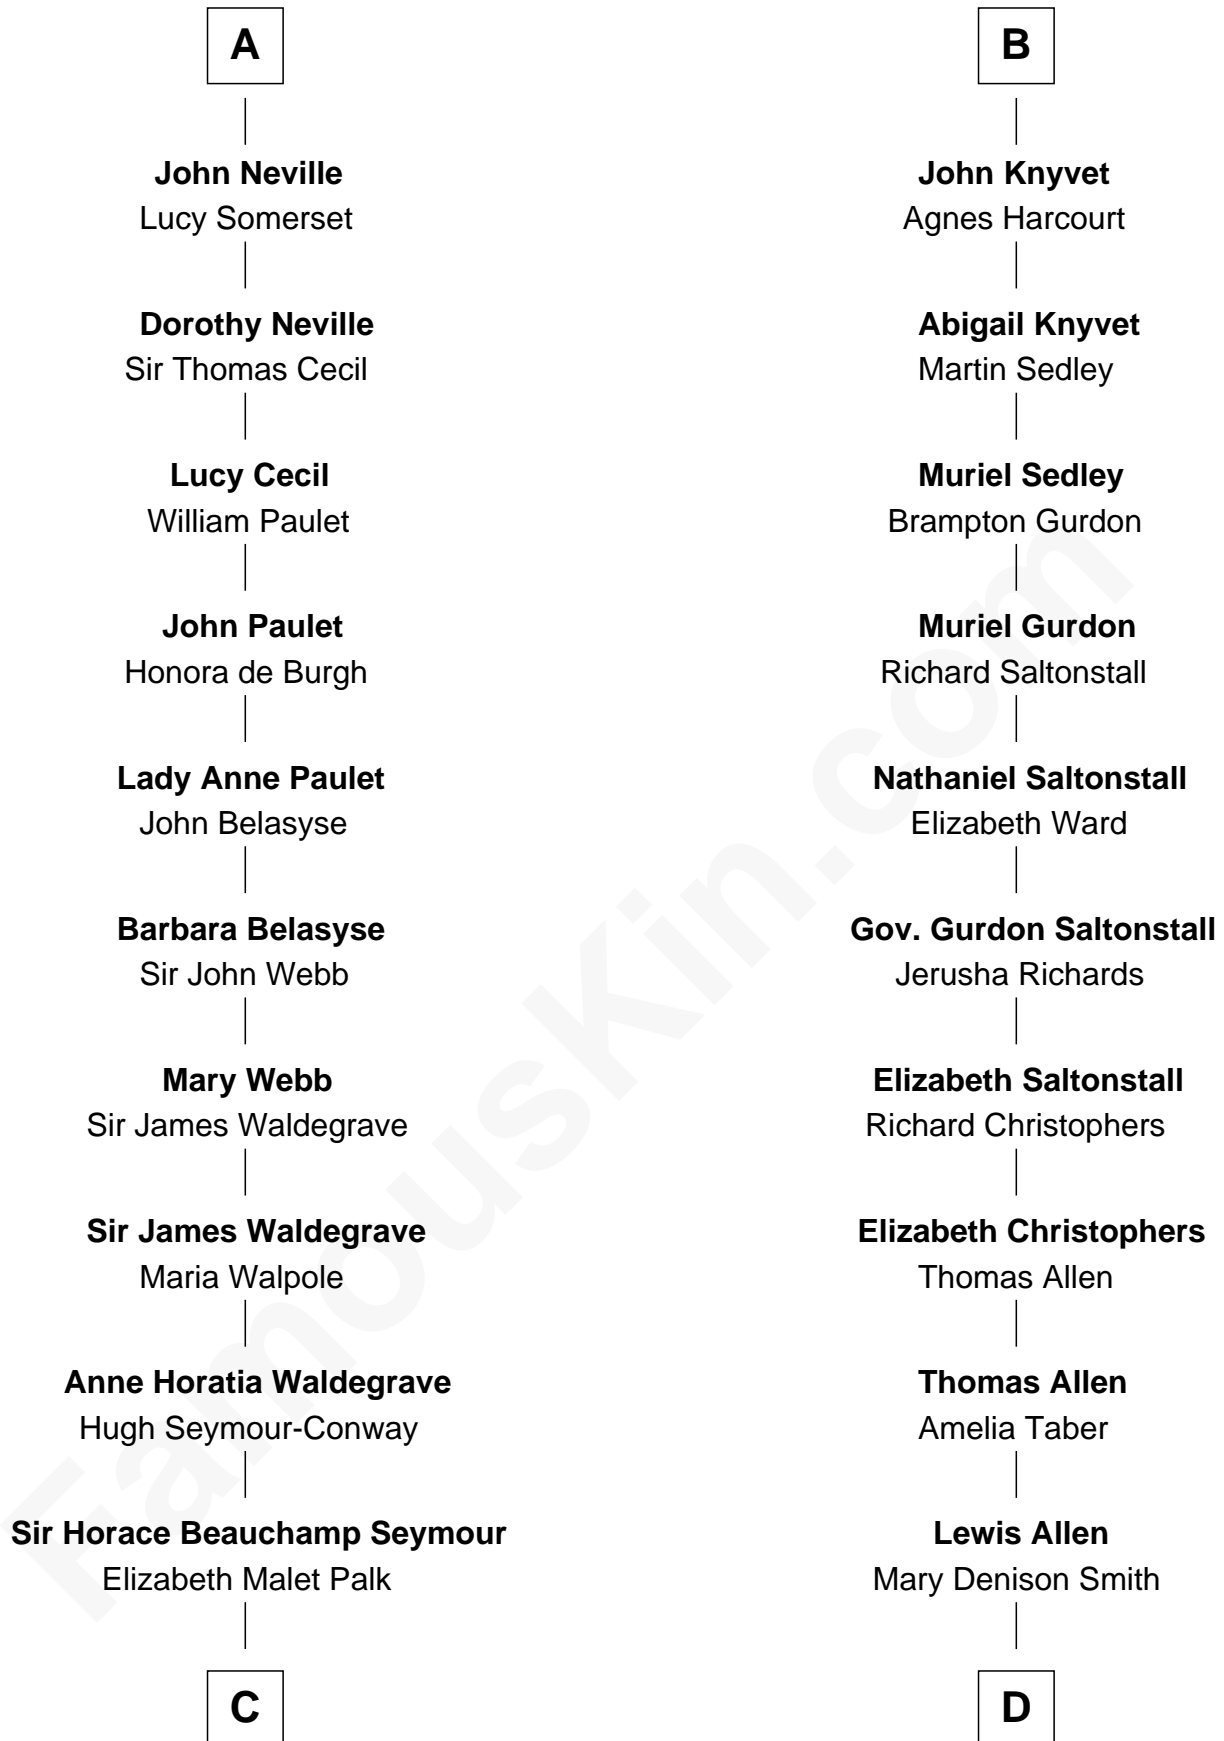 A
John Neville
Lucy Somerset
Dorothy Neville
Sir Thomas Cecil
Lucy Cecil
William Paulet
John Paulet
Honora de Burgh
Lady Anne Paulet
John Belasyse
Barbara Belasyse
Sir John Webb
Mary Webb
Sir James Waldegrave
Sir James Waldegrave
Maria Walpole
Anne Horatia Waldegrave
Hugh Seymour-Conway
Sir Horace Beauchamp Seymour
Elizabeth Malet Palk
C
B
John Knyvet
Agnes Harcourt
Abigail Knyvet
Martin Sedley
Muriel Sedley
Brampton Gurdon
Muriel Gurdon
Richard Saltonstall
Nathaniel Saltonstall
Elizabeth Ward
Gov. Gurdon Saltonstall
Jerusha Richards
Elizabeth Saltonstall
Richard Christophers
Elizabeth Christophers
Thomas Allen
Thomas Allen
Amelia Taber
Lewis Allen
Mary Denison Smith
D
FamousKin.com